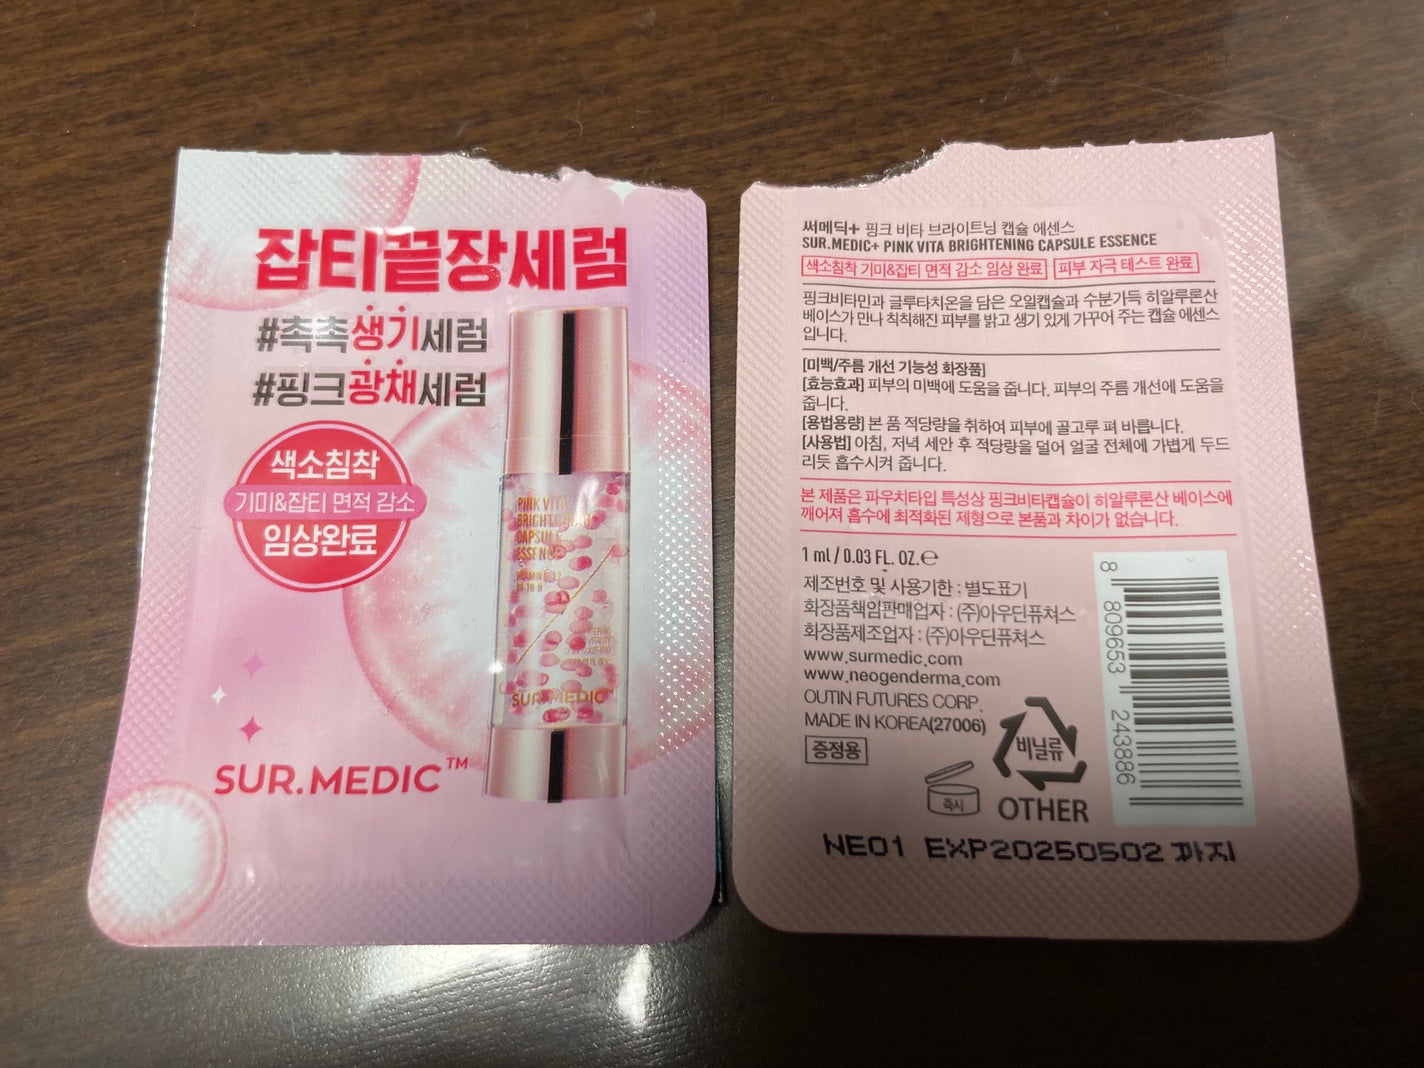 잡티끝장세럼
#촉촉생기세럼
#핑크광채세럼
색소침착
기미&잡티 면적 감소
임상완료
PINK VITA
BRIGHTENING
CAPSULE
ESSENCE
SUR.MEDIC
SUR.MEDIC™
써메딕+ 핑크 비타 브라이트닝 캡슐 에센스
SUR.MEDIC+ PINK VITA BRIGHTENING CAPSULE ESSENCE
색소침착 기미&잡티 면적 감소 임상 완료 피부 자극 테스트 완료
핑크비타민과 글루타치온을 담은 오일캡슐과 수분가득 히알루론산
베이스가 만나 칙칙해진 피부를 밝고 생기 있게 가꾸어 주는 캡슐 에센스
입니다.
[미백/주름 개선 기능성 화장품]
[효능효과] 피부의 미백에 도움을 줍니다. 피부의 주름 개선에 도움을
줍니다.
[용법용량] 본 품 적당량을 취하여 피부에 골고루 펴 바릅니다.
[사용법] 아침, 저녁 세안 후 적당량을 덜어 얼굴 전체에 가볍게 두드
리듯 흡수시켜 줍니다.
본 제품은 파우치타입 특성상 핑크비타캡슐이 히알루론산 베이스에
깨어져 흡수에 최적화된 제형으로 본품과 차이가 없습니다.
1 ml / 0.03 FL. OZ.℮
제조번호 및 사용기한 : 별도표기
화장품책임판매업자 : (주)아우딘퓨쳐스
화장품제조업자 : (주)아우딘퓨쳐스
www.surmedic.com
www.neogenderma.com
OUTIN FUTURES CORP.
MADE IN KOREA(27006)
증정용
즉시
비닐류
OTHER
8 809653 243886
NE01 EXP20250502 까지